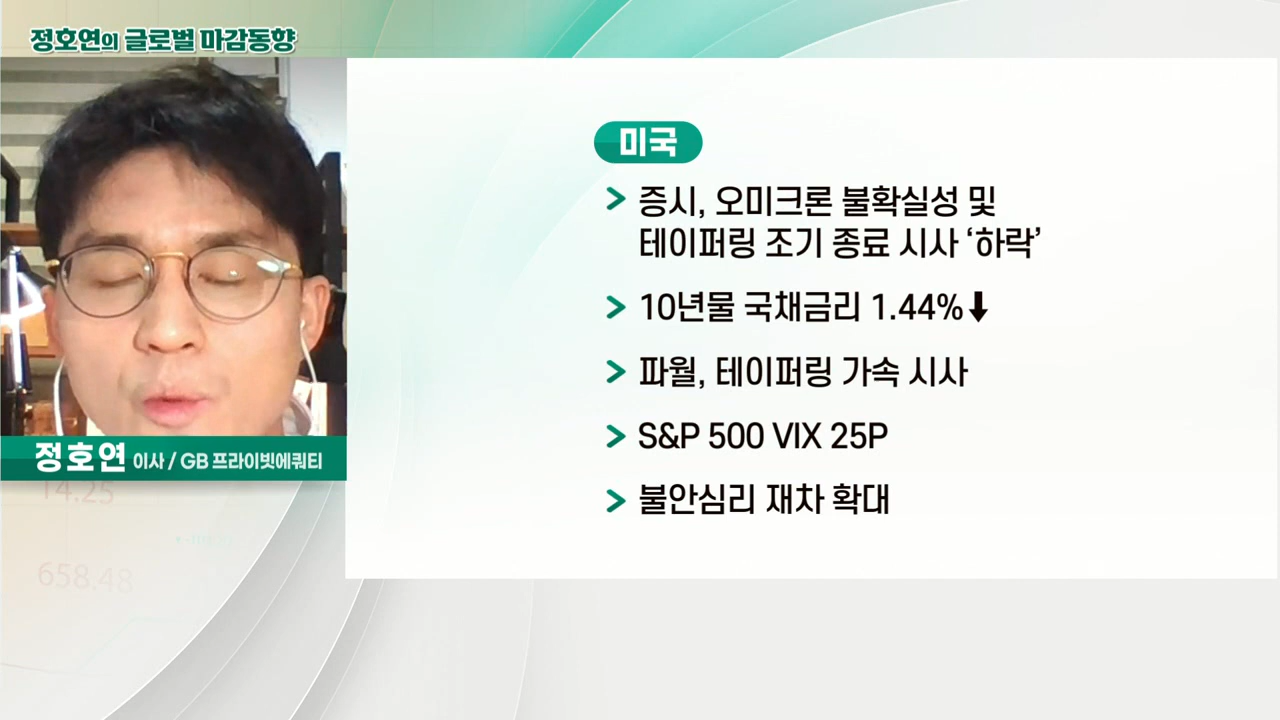 정호연의 글로벌 마감동향
미국
증시, 오미크론 불확실성 및
테이퍼링 조기 종료 시사 ‘하락’
10년물 국채금리 1.44%⬇
파월, 테이퍼링 가속 시사
S&P 500 VIX 25P
불안심리 재차 확대
정호연 이사 / GB 프라이빗에쿼티
14.25
658.48